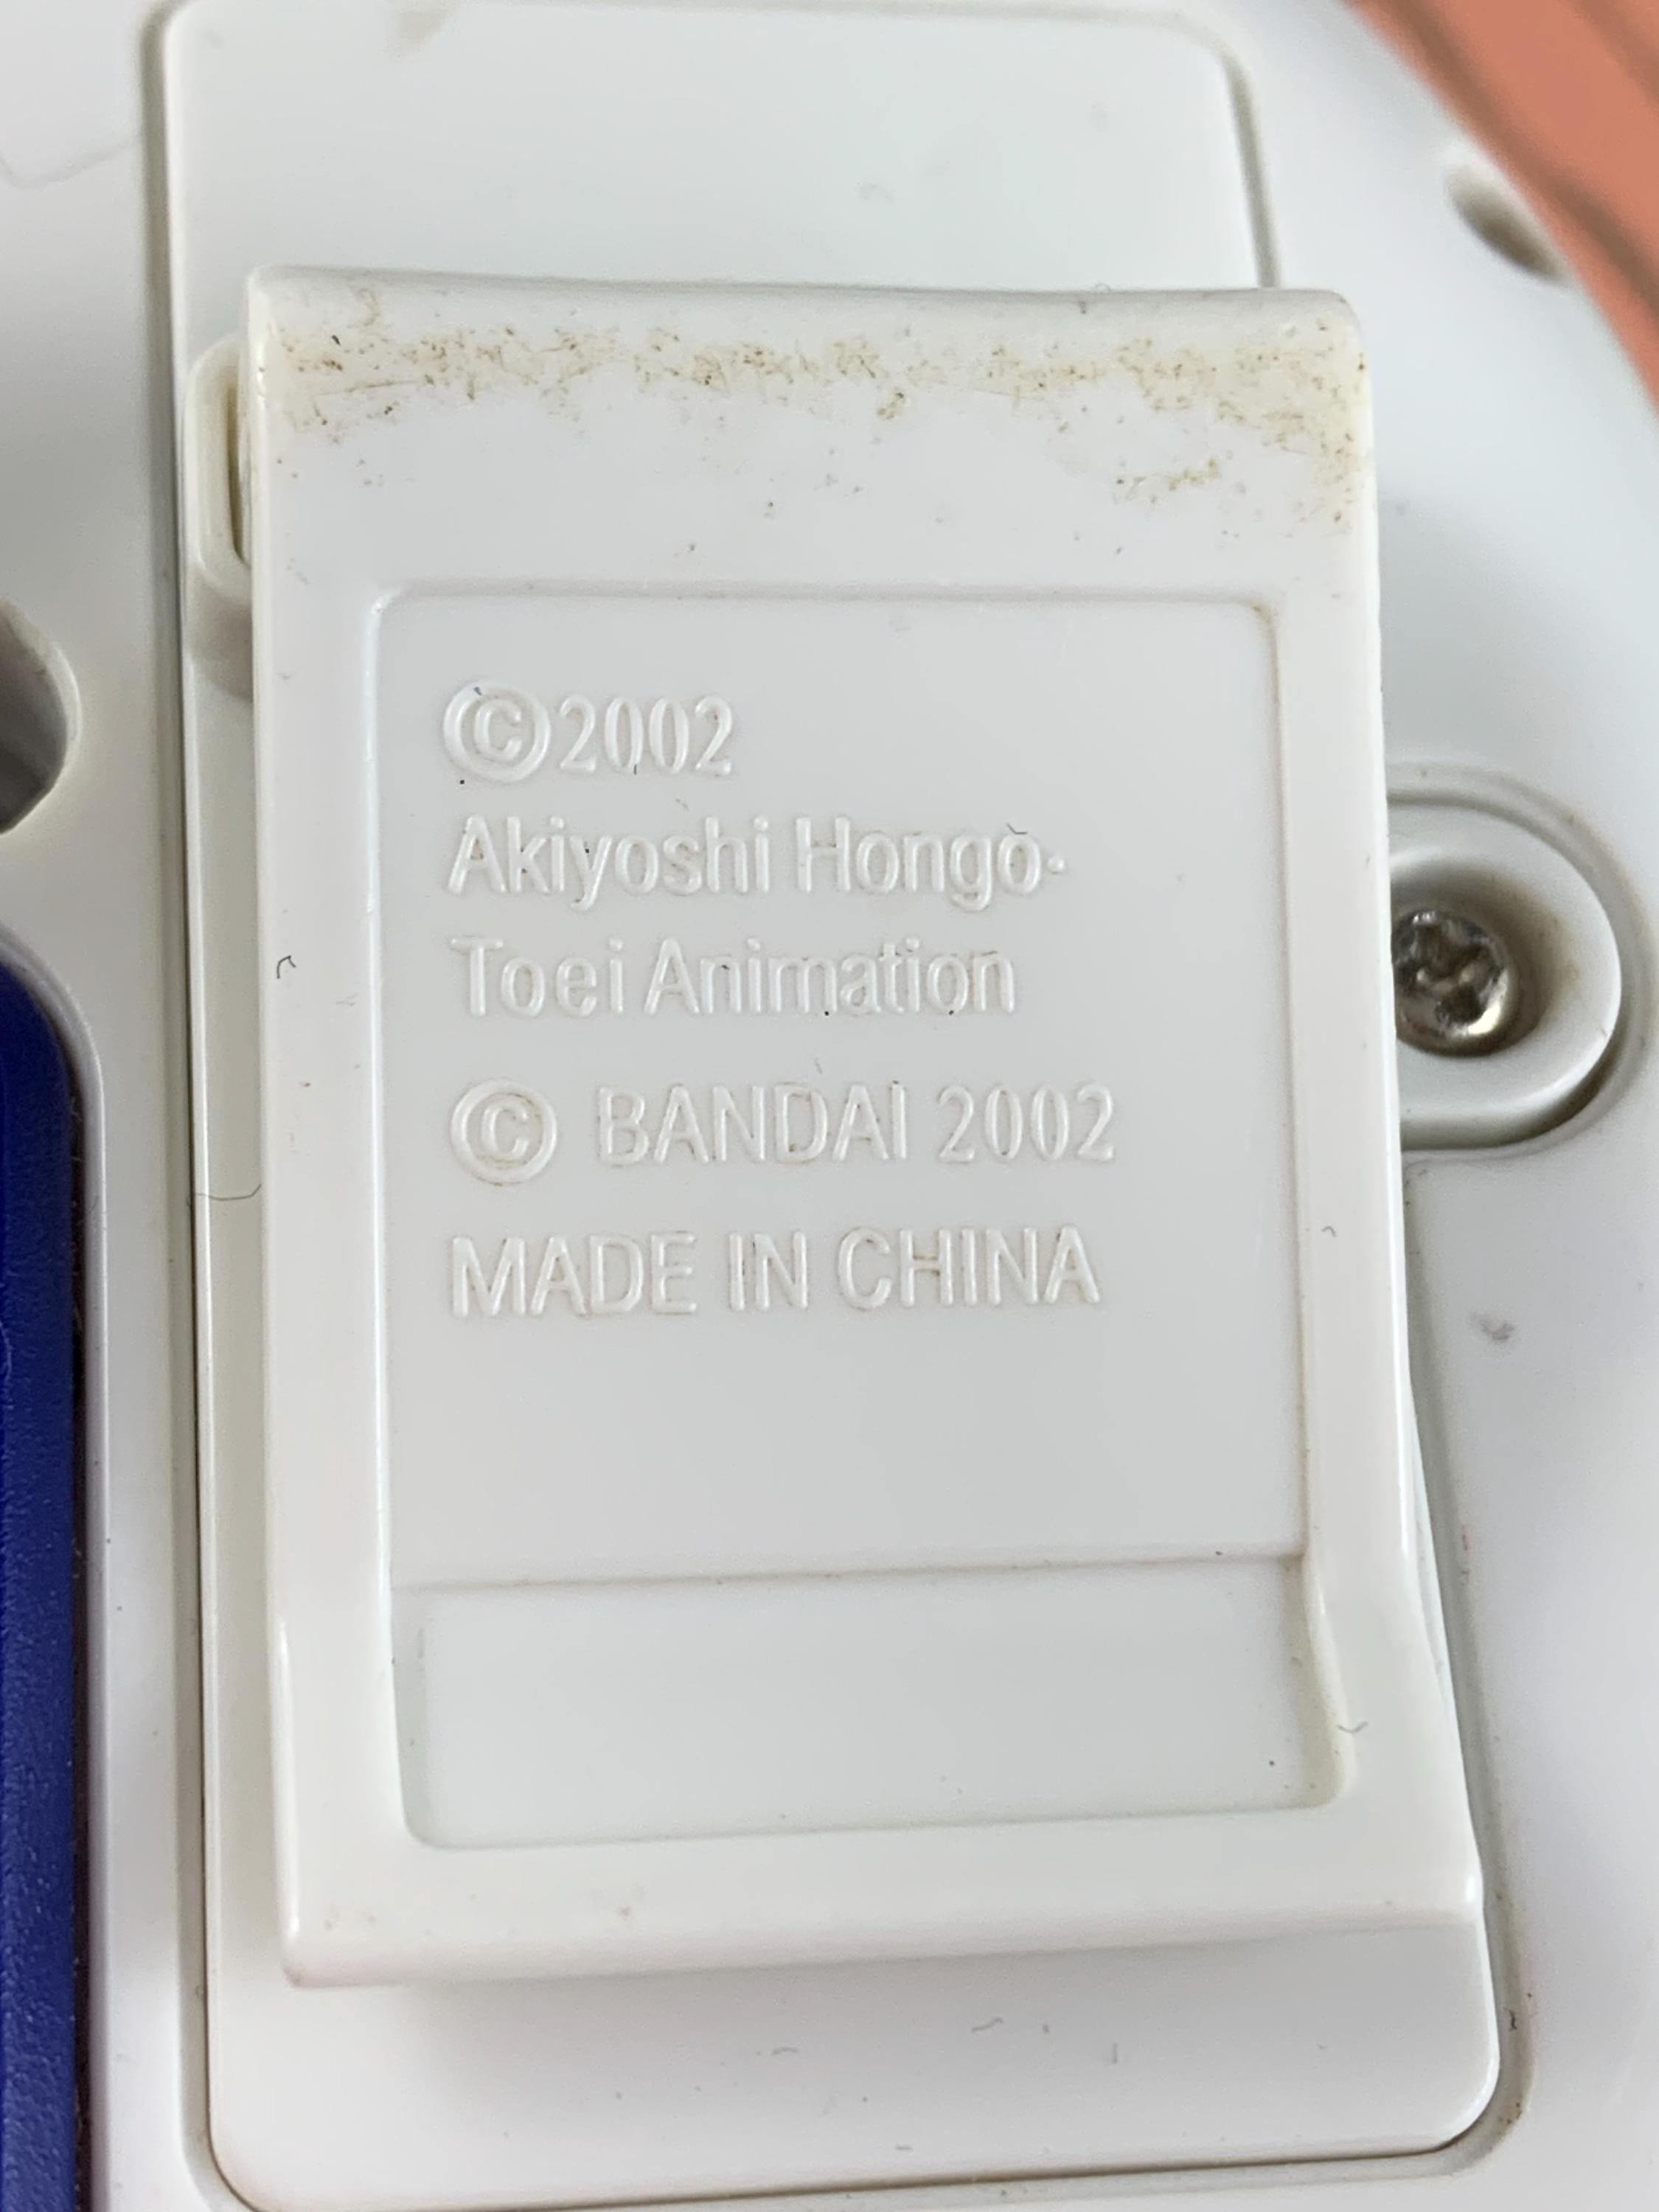 ©2002
Akiyoshi Hongo・
Toei Animation
© BANDAI 2002
MADE IN CHINA